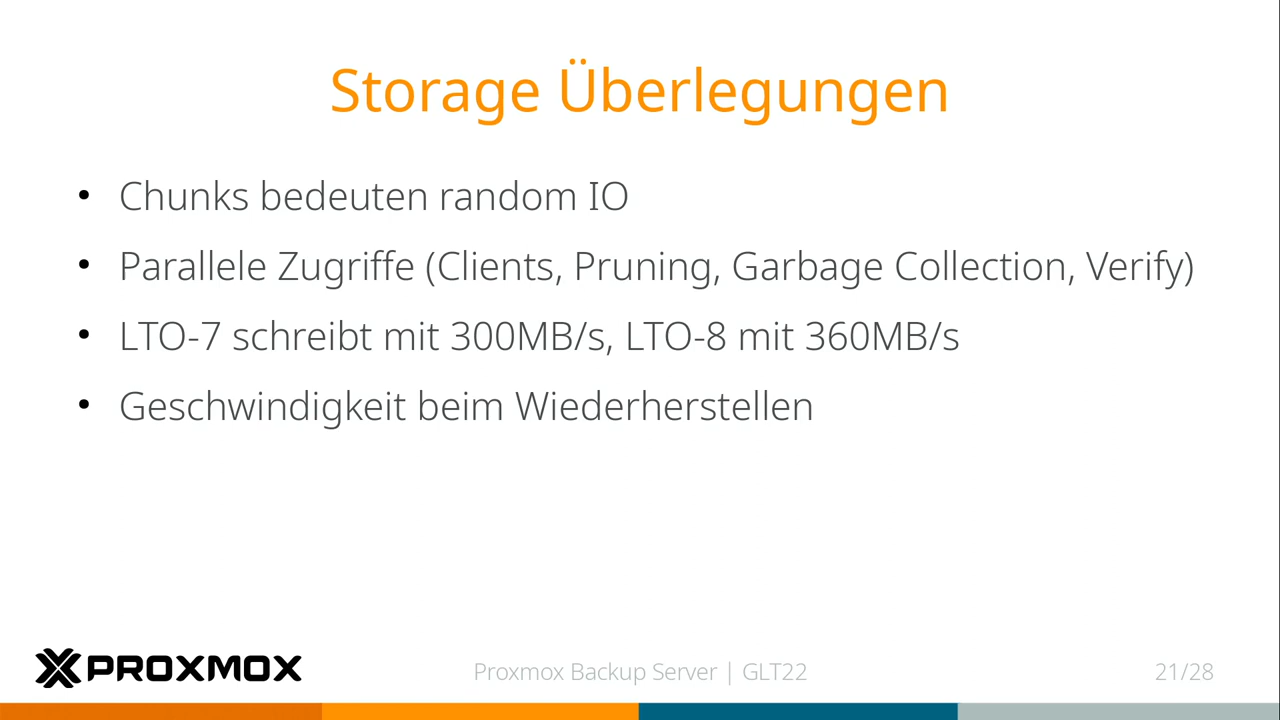 Storage Überlegungen
• Chunks bedeuten random IO
• Parallele Zugriffe (Clients, Pruning, Garbage Collection, Verify)
• LTO-7 schreibt mit 300MB/s, LTO-8 mit 360MB/s
• Geschwindigkeit beim Wiederherstellen
PROXMOX
Proxmox Backup Server | GLT22
21/28